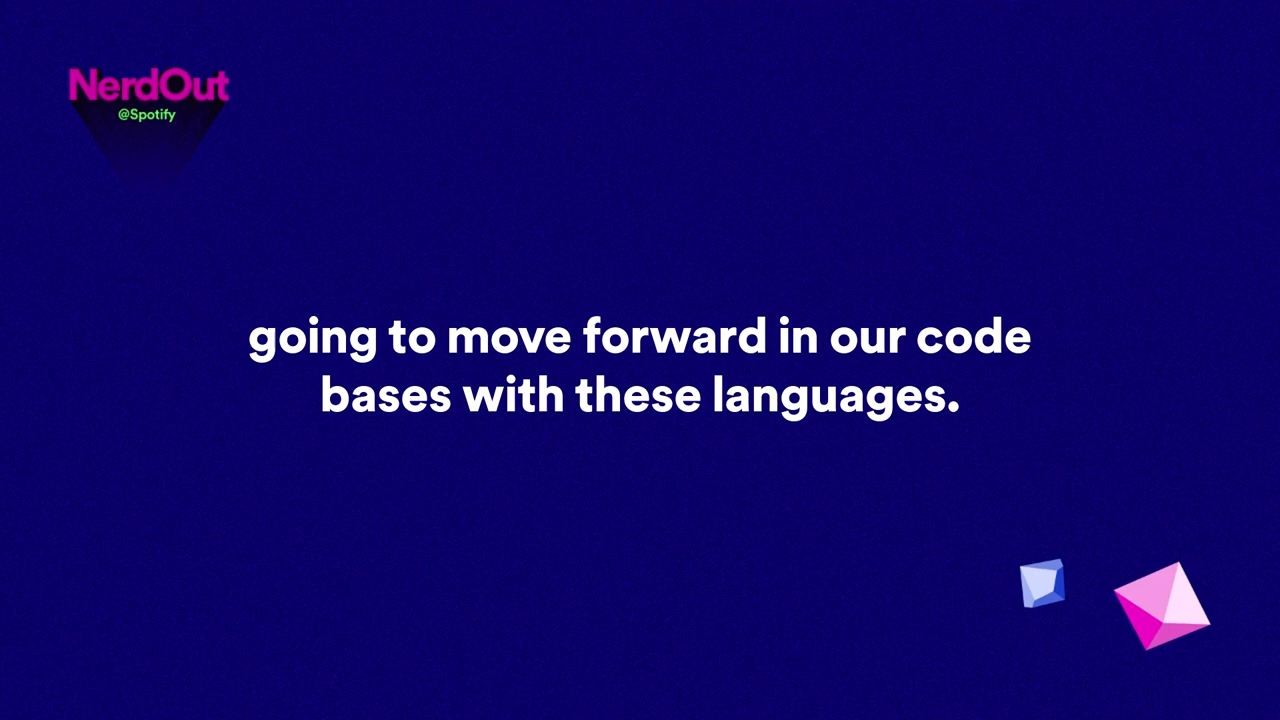 NerdOut
@Spotify
going to move forward in our code
bases with these languages.